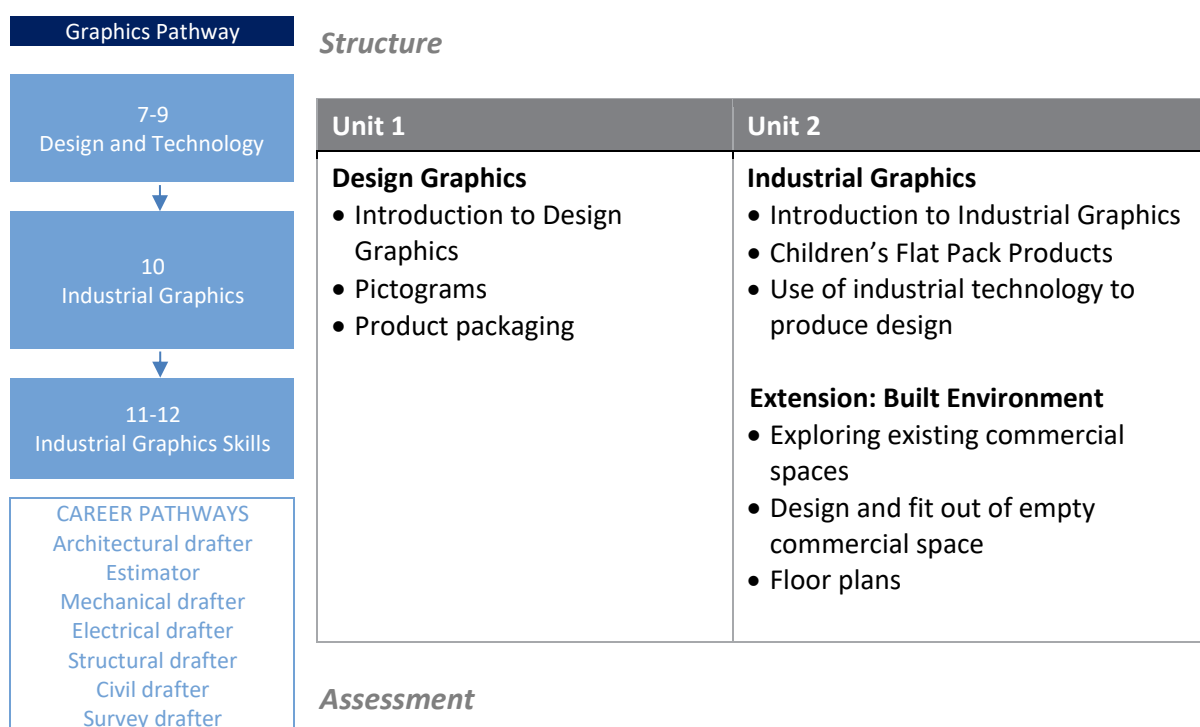 Graphics Pathway
7-9
Design and Technology
10
Industrial Graphics
11-12
Industrial Graphics Skills
CAREER PATHWAYS
Architectural drafter
Estimator
Mechanical drafter
Electrical drafter
Structural drafter
Civil drafter
Survey drafter
Structure
Unit 1
Unit 2
Design Graphics
• Introduction to Design
Graphics
• Pictograms
• Product packaging
Industrial Graphics
• Introduction to Industrial Graphics
• Children’s Flat Pack Products
• Use of industrial technology to
produce design
Extension: Built Environment
• Exploring existing commercial
spaces
• Design and fit out of empty
commercial space
• Floor plans
Assessment